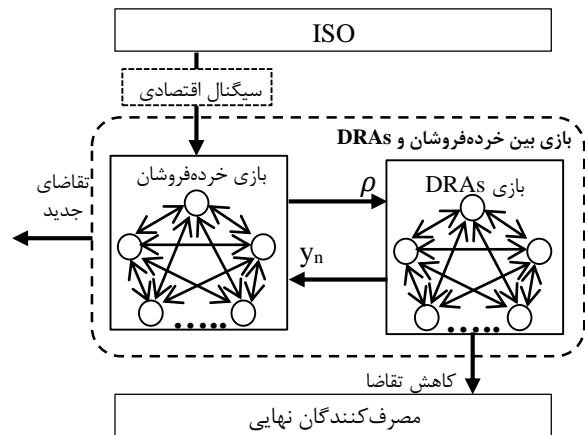 ISO
سیگنال اقتصادی
بازی بین خرده‌فروشان و DRAs
تقاضای
جدید
بازی خرده‌فروشان
ρ
بازی DRAs
yn
کاهش تقاضا
مصرف‌کنندگان نهایی